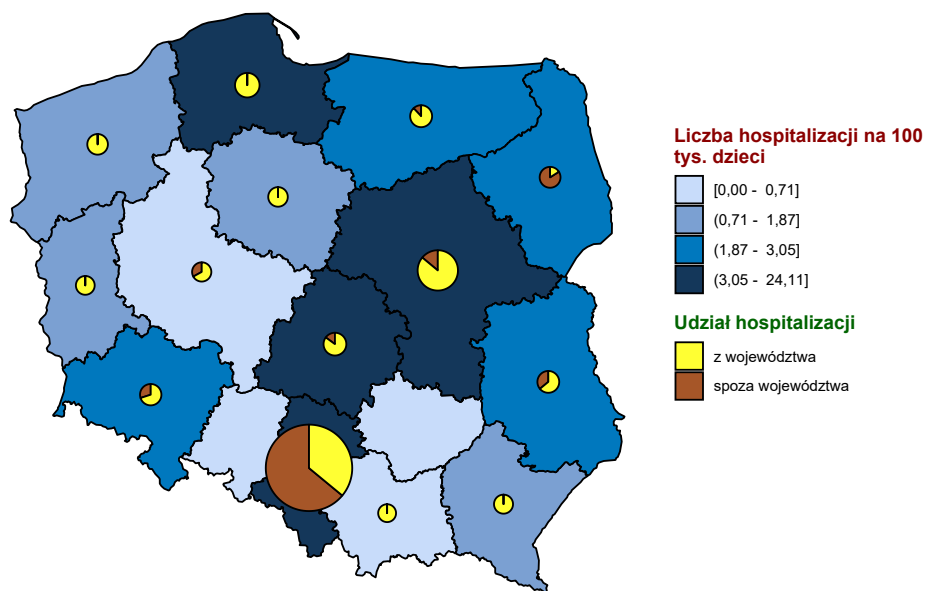 Liczba hospitalizacji na 100
tys. dzieci
[0,00 - 0,71]
(0,71 - 1,87]
(1,87 - 3,05]
(3,05 - 24,11]
Udział hospitalizacji
z województwa
spoza województwa